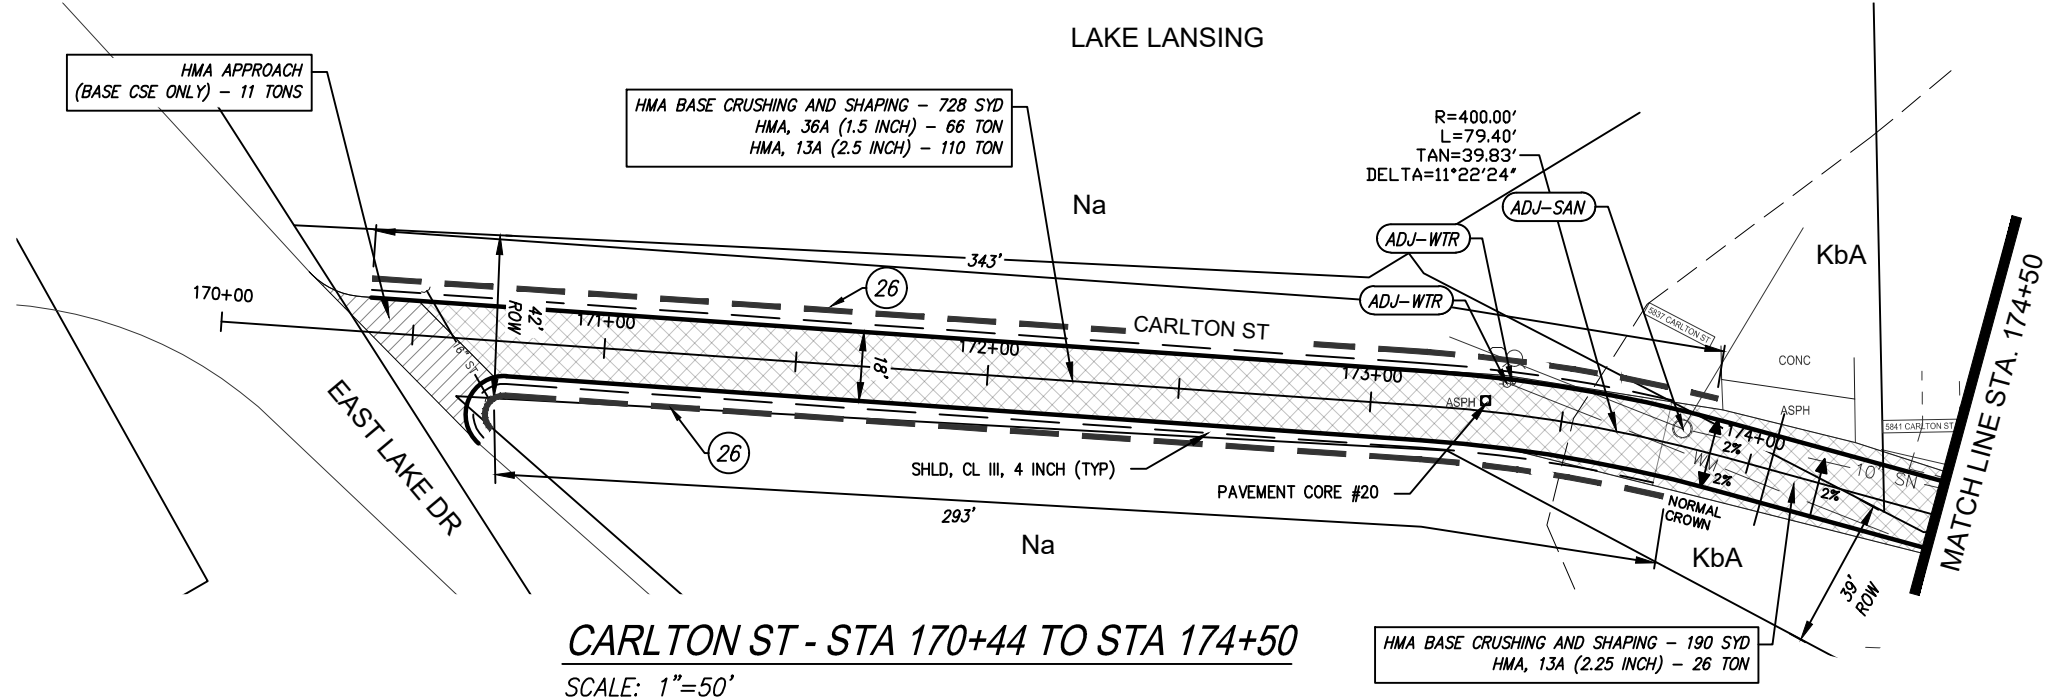 LAKE LANSING
HMA APPROACH
(BASE CSE ONLY) - 11 TONS
HMA BASE CRUSHING AND SHAPING - 728 SYD
HMA, 36A (1.5 INCH) - 66 TON
HMA, 13A (2.5 INCH) - 110 TON
R=400.00'
L=79.40'
TAN=39.83'
DELTA=11°22'24"
ADJ-SAN
Na
ADJ-WTR
KbA
343'
26
ADJ-WTR
170+00
42'
ROW
171+00
CARLTON ST
5837 CARLTON ST
172+00
18'
173+00
CONC
ASPH
ASPH
174+00
5841 CARLTON ST
2%
WM
2%
2%
10" SN
MATCH LINE STA. 174+50
EAST LAKE DR
26
SHLD, CL III, 4 INCH (TYP)
PAVEMENT CORE #20
NORMAL
CROWN
293'
Na
KbA
39'
ROW
CARLTON ST - STA 170+44 TO STA 174+50
SCALE: 1"=50'
HMA BASE CRUSHING AND SHAPING - 190 SYD
HMA, 13A (2.25 INCH) - 26 TON